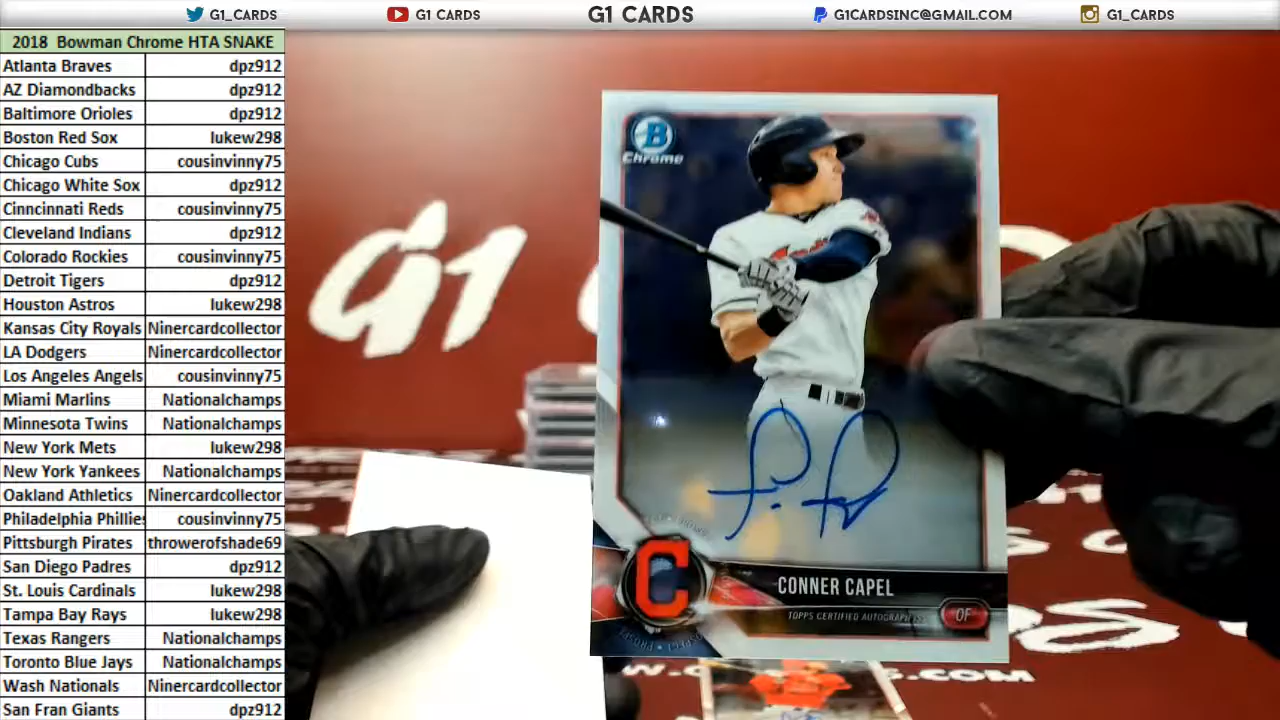 G1_CARDS
G1 CARDS
G1 CARDS
G1CARDSINC@GMAIL.COM
G1_CARDS
2018 Bowman Chrome HTA SNAKE
Atlanta Braves dpz912
AZ Diamondbacks dpz912
Baltimore Orioles dpz912
Boston Red Sox lukew298
Chicago Cubs cousinvinny75
Chicago White Sox dpz912
Cinncinnati Reds cousinvinny75
Cleveland Indians dpz912
Colorado Rockies cousinvinny75
Detroit Tigers dpz912
Houston Astros lukew298
Kansas City Royals Ninercardcollector
LA Dodgers Ninercardcollector
Los Angeles Angels cousinvinny75
Miami Marlins Nationalchamps
Minnesota Twins Nationalchamps
New York Mets lukew298
New York Yankees Nationalchamps
Oakland Athletics Ninercardcollector
Philadelphia Phillies cousinvinny75
Pittsburgh Pirates throwerofshade69
San Diego Padres dpz912
St. Louis Cardinals lukew298
Tampa Bay Rays lukew298
Texas Rangers Nationalchamps
Toronto Blue Jays Nationalchamps
Wash Nationals Ninercardcollector
San Fran Giants dpz912
G1
B
Chrome
C
CONNER CAPEL
TOPPS CERTIFIED AUTOGRAPH ISSUE
OF